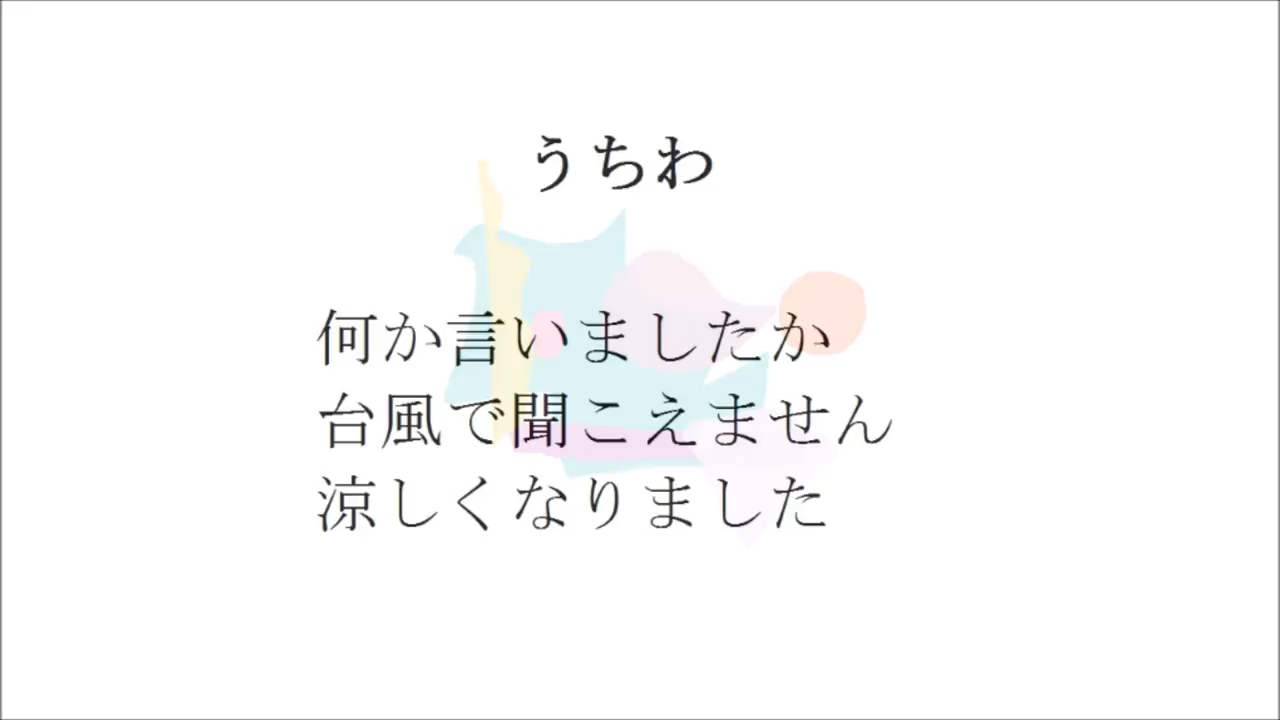 うちわ
何か言いましたか
台風で聞こえません
涼しくなりました